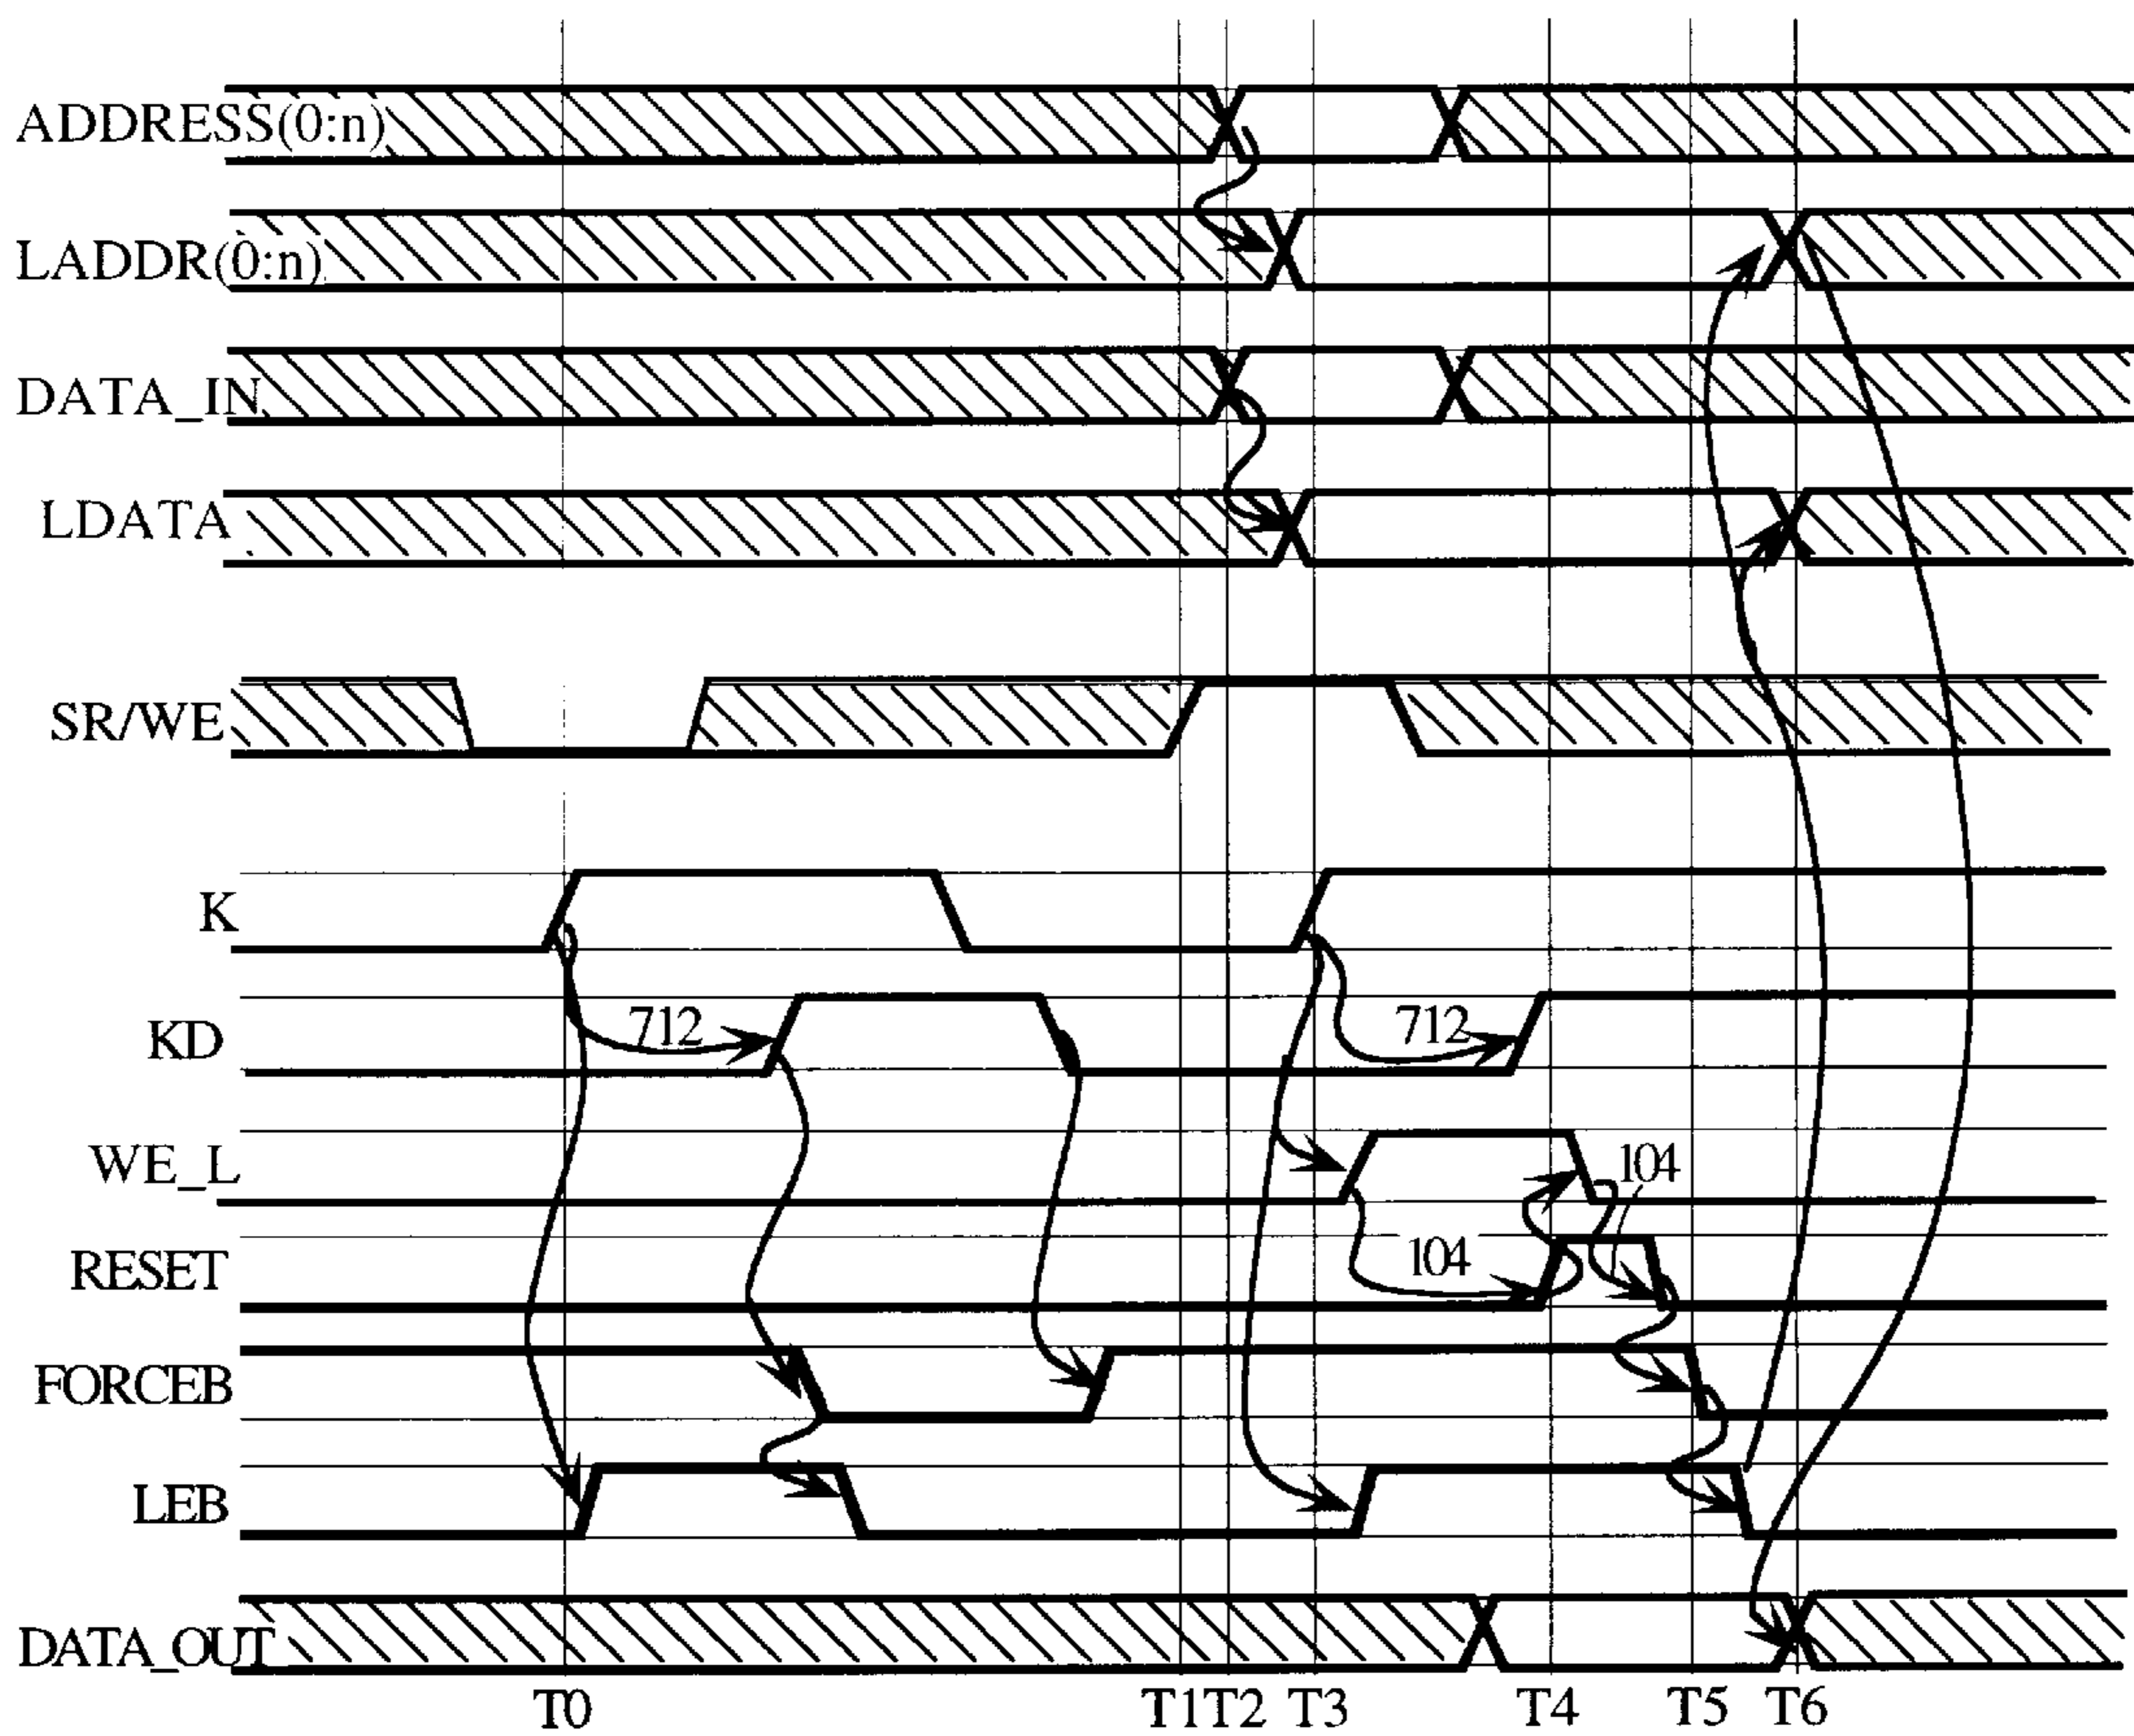 ADDRESS(0:n)
LADDR(0:n)
DATA_IN
LDATA
SR/WE
K
KD 712 712
WE_L 104
RESET 104
FORCEB
LEB
DATA_OUT
T0 T1 T2 T3 T4 T5 T6